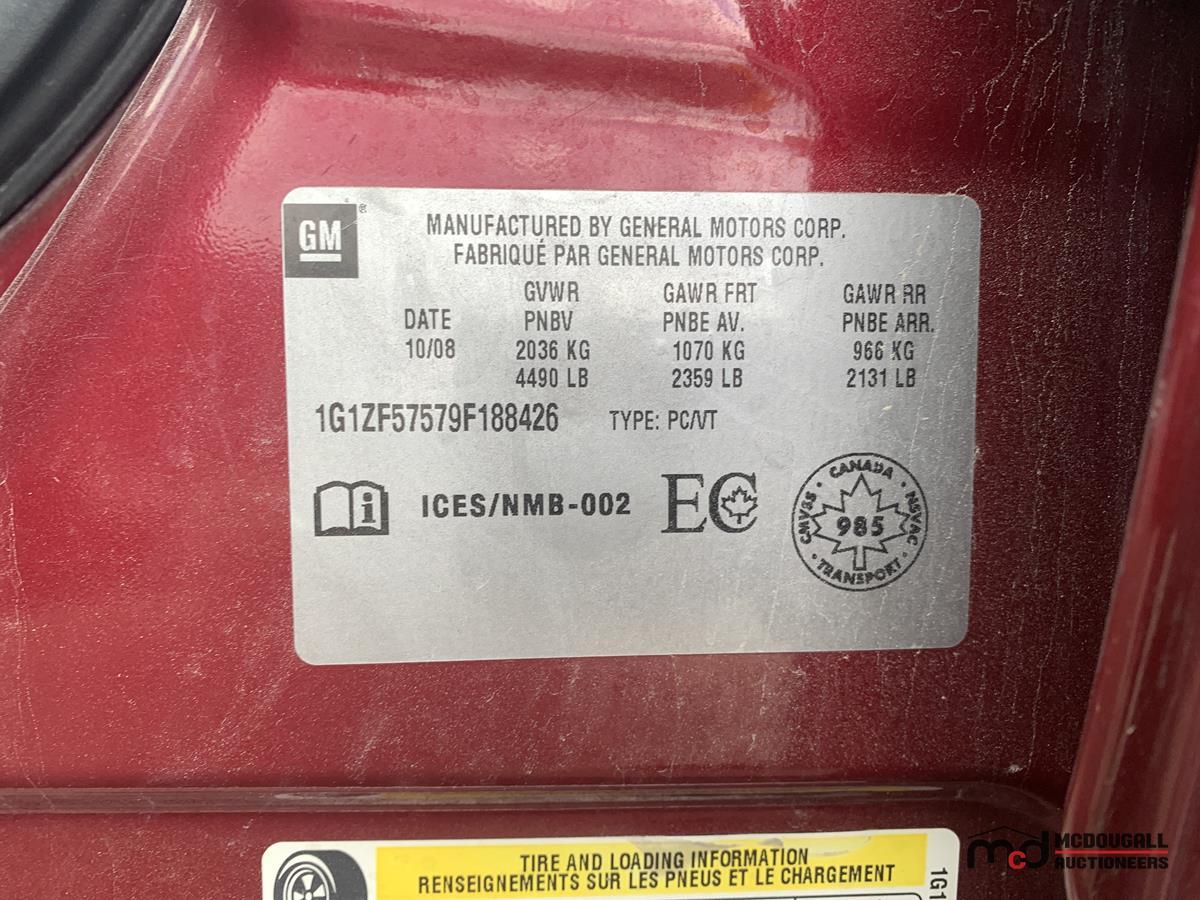 GM ®
MANUFACTURED BY GENERAL MOTORS CORP.
FABRIQUÉ PAR GENERAL MOTORS CORP.
GVWR GAWR FRT GAWR RR
DATE PNBV PNBE AV. PNBE ARR.
10/08 2036 KG 1070 KG 966 KG
4490 LB 2359 LB 2131 LB
1G1ZF57579F188426 TYPE: PC/VT
i ICES/NMB-002 EC
CANADA
CMVSS 985 NSVAC
TRANSPORT
TIRE AND LOADING INFORMATION
RENSEIGNEMENTS SUR LES PNEUS ET LE CHARGEMENT
1G1
mcd MCDOUGALL
AUCTIONEERS